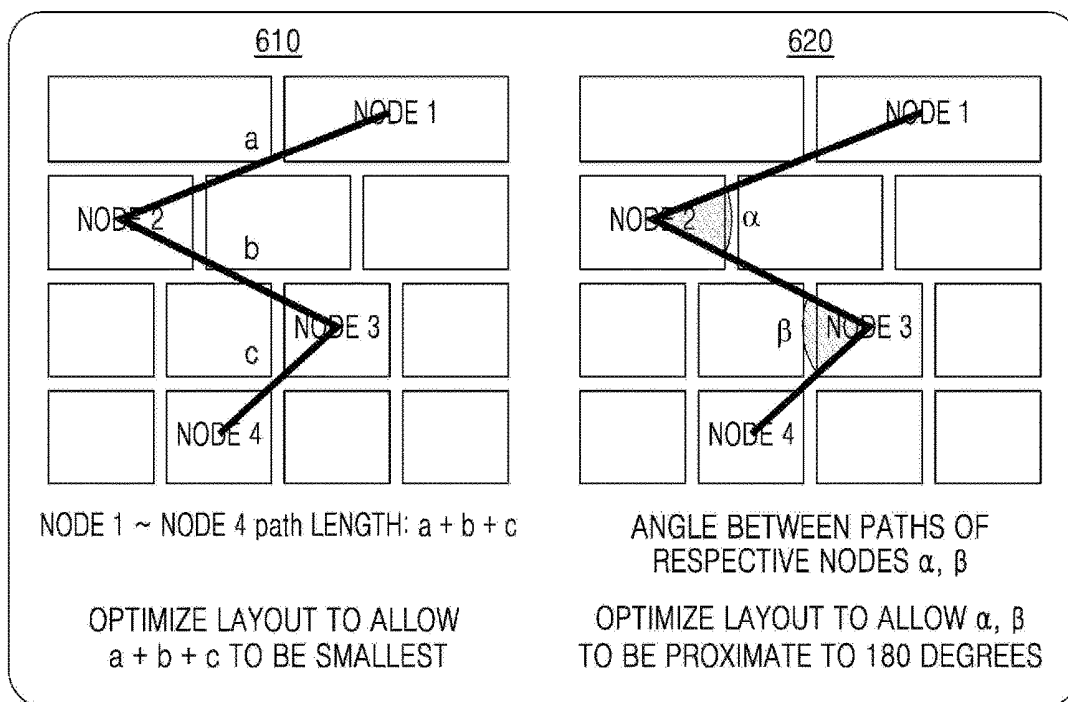 610
NODE 1
a
NODE 2
b
NODE 3
c
NODE 4
NODE 1 ~ NODE 4 path LENGTH: a + b + c
OPTIMIZE LAYOUT TO ALLOW
a + b + c TO BE SMALLEST
620
NODE 1
NODE 2
α
β
NODE 3
NODE 4
ANGLE BETWEEN PATHS OF
RESPECTIVE NODES α, β
OPTIMIZE LAYOUT TO ALLOW α, β
TO BE PROXIMATE TO 180 DEGREES